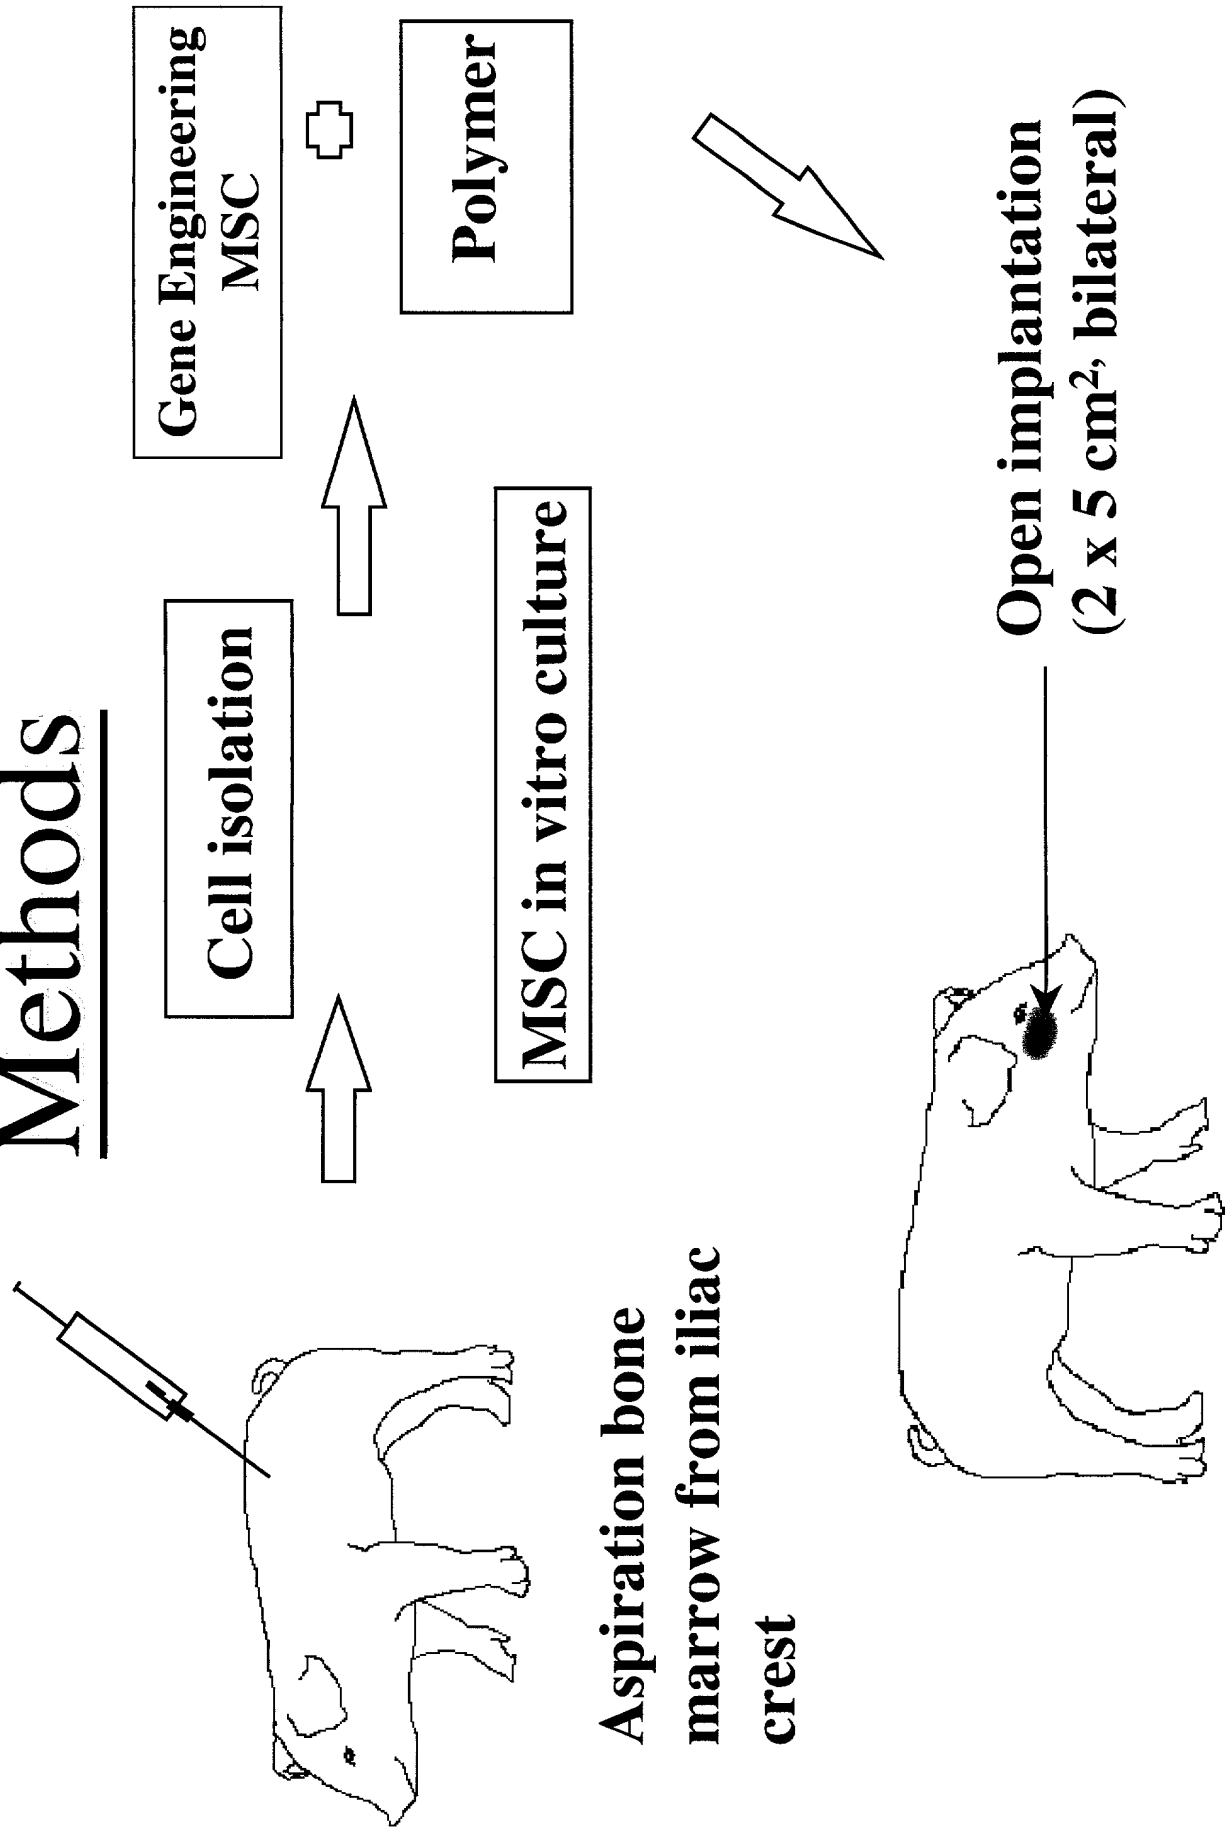 Methods
Aspiration bone
marrow from iliac
crest
Cell isolation
MSC in vitro culture
Gene Engineering
MSC
Polymer
Open implantation
(2 x 5 cm², bilateral)